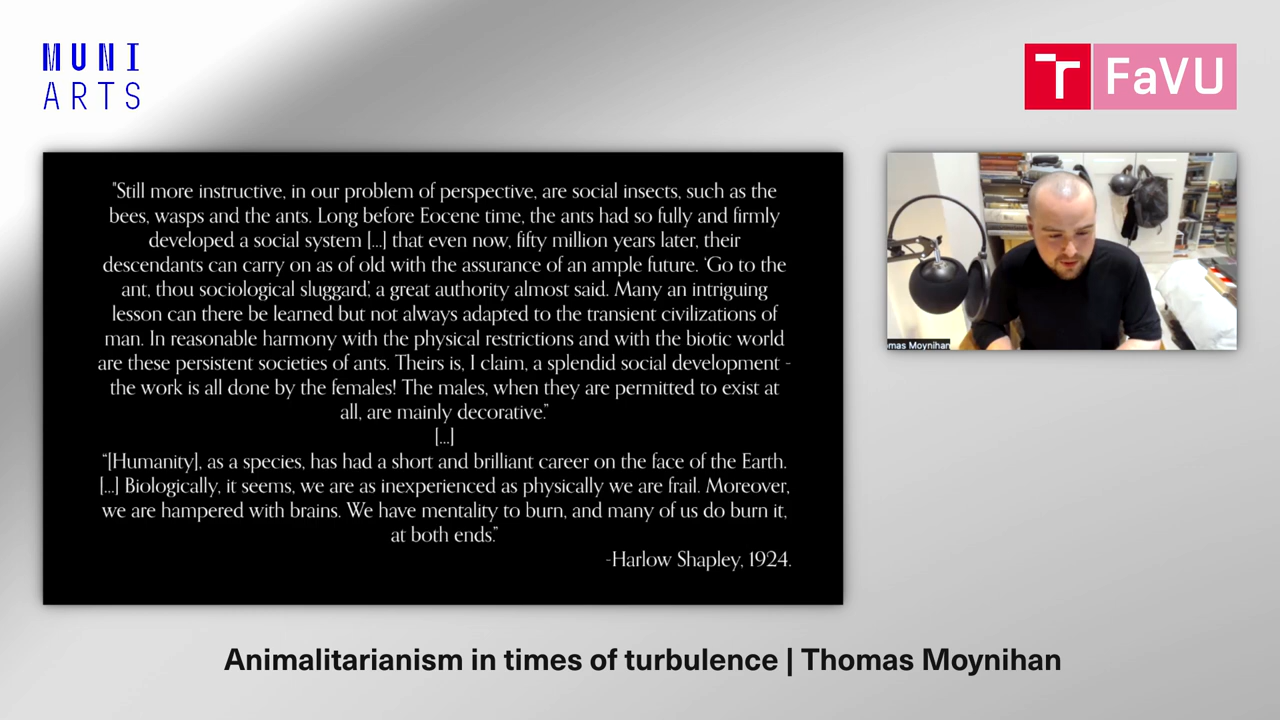 MUNI
ARTS
FaVU
"Still more instructive, in our problem of perspective, are social insects, such as the
bees, wasps and the ants. Long before Eocene time, the ants had so fully and firmly
developed a social system [...] that even now, fifty million years later, their
descendants can carry on as of old with the assurance of an ample future. ‘Go to the
ant, thou sociological sluggard’, a great authority almost said. Many an intriguing
lesson can there be learned but not always adapted to the transient civilizations of
man. In reasonable harmony with the physical restrictions and with the biotic world
are these persistent societies of ants. Theirs is, I claim, a splendid social development -
the work is all done by the females! The males, when they are permitted to exist at
all, are mainly decorative.”
[...]
“[Humanity], as a species, has had a short and brilliant career on the face of the Earth.
[...] Biologically, it seems, we are as inexperienced as physically we are frail. Moreover,
we are hampered with brains. We have mentality to burn, and many of us do burn it,
at both ends.”
-Harlow Shapley, 1924.
omas Moynihan
Animalitarianism in times of turbulence | Thomas Moynihan